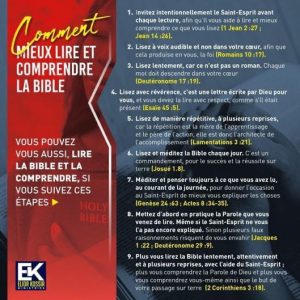 Comment
MIEUX LIRE ET
COMPRENDRE
LA BIBLE
VOUS POUVEZ
VOUS AUSSI, LIRE
LA BIBLE ET LA
COMPRENDRE, SI
VOUS SUIVEZ CES
ÉTAPES
HOLY
BIBLE
EK
ELIOR KOSSIR
MINISTRIES
1. Invitez intentionnellement le Saint-Esprit avant
chaque lecture, afin qu'il vous aide à lire et mieux
comprendre ce que vous lisez (1 Jean 2:27 ;
Jean 14:26).
2. Lisez à voix audible et non dans votre cœur, afin que
cela produise en vous, la foi (Romains 10:17).
3. Lisez lentement, car ce n'est pas un roman. Chaque
mot doit descendre dans votre cœur
(Deutéronome 17:19).
4. Lisez avec révérence, c'est une lettre écrite par Dieu pour
vous, et vous devez la lire avec respect, comme s'il était
présent (Esaïe 45:5).
5. Lisez de manière répétitive, à plusieurs reprises,
car la répétition est la mère de l'apprentissage
et le père de l'action, elle est donc l'architecte de
l'accomplissement (Lamentations 3:21).
6. Lisez et méditez la Bible chaque jour. C'est un
commandement, pour le succès et la réussite sur
terre (Josué 1.8).
7. Méditer et penser toujours à ce que vous avez lu,
au courant de la journée, pour donner l'occasion
au Saint-Esprit de mieux vous expliquer les choses
(Genèse 24:63 ; Actes 8:34-35).
8. Mettez d'abord en pratique la Parole que vous
venez de lire. Même si le Saint-Esprit ne vous
l'a pas encore expliqué. Sinon plusieurs faux
raisonnements risquent de vous envahir (Jacques
1:22 ; Deutéronome 29:9).
9. Plus vous lirez la Bible lentement, attentivement
et à plusieurs reprises, avec l'aide du Saint-Esprit ;
plus vous comprendrez la Parole de Dieu et plus vous
vous comprendrez vous-même ainsi que le but de
votre passage sur terre (2 Corinthiens 3:18).